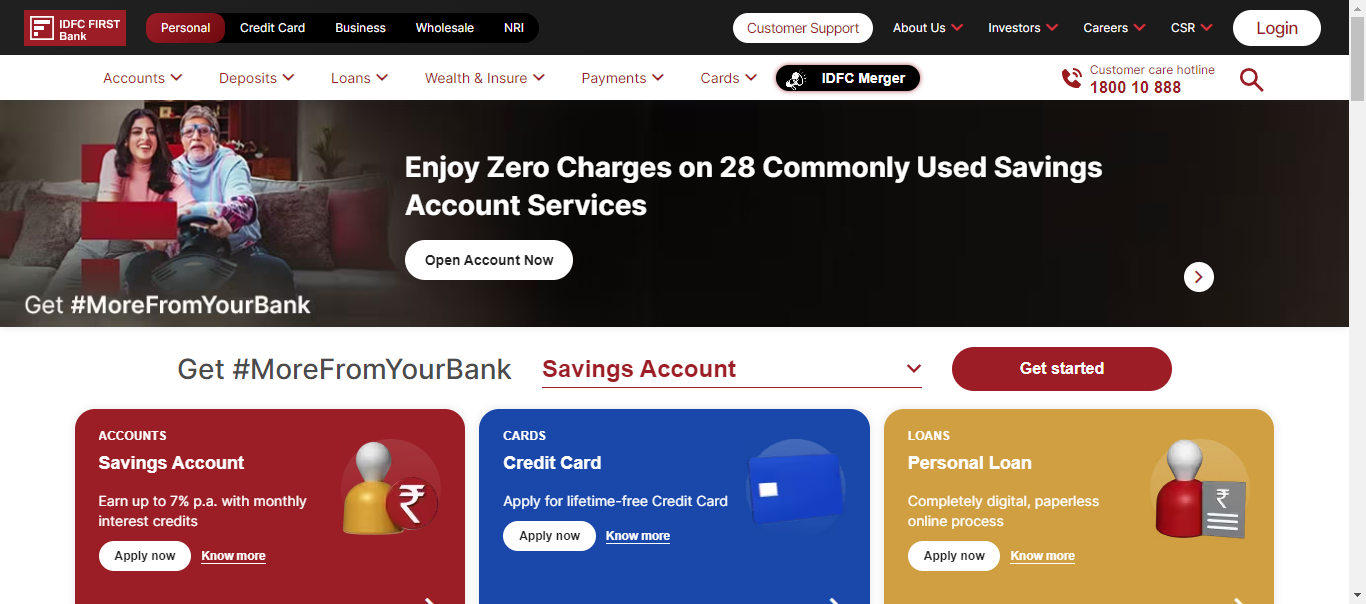 IDFC FIRST
Bank
Personal
Credit Card
Business
Wholesale
NRI
Customer Support
About Us
Investors
Careers
CSR
Login
Accounts
Deposits
Loans
Wealth & Insure
Payments
Cards
IDFC Merger
Customer care hotline
1800 10 888
Enjoy Zero Charges on 28 Commonly Used Savings
Account Services
Open Account Now
Get #MoreFromYourBank
Get #MoreFromYourBank
Savings Account
Get started
ACCOUNTS
Savings Account
Earn up to 7% p.a. with monthly
interest credits
Apply now
Know more
₹
CARDS
Credit Card
Apply for lifetime-free Credit Card
Apply now
Know more
LOANS
Personal Loan
Completely digital, paperless
online process
Apply now
Know more
₹